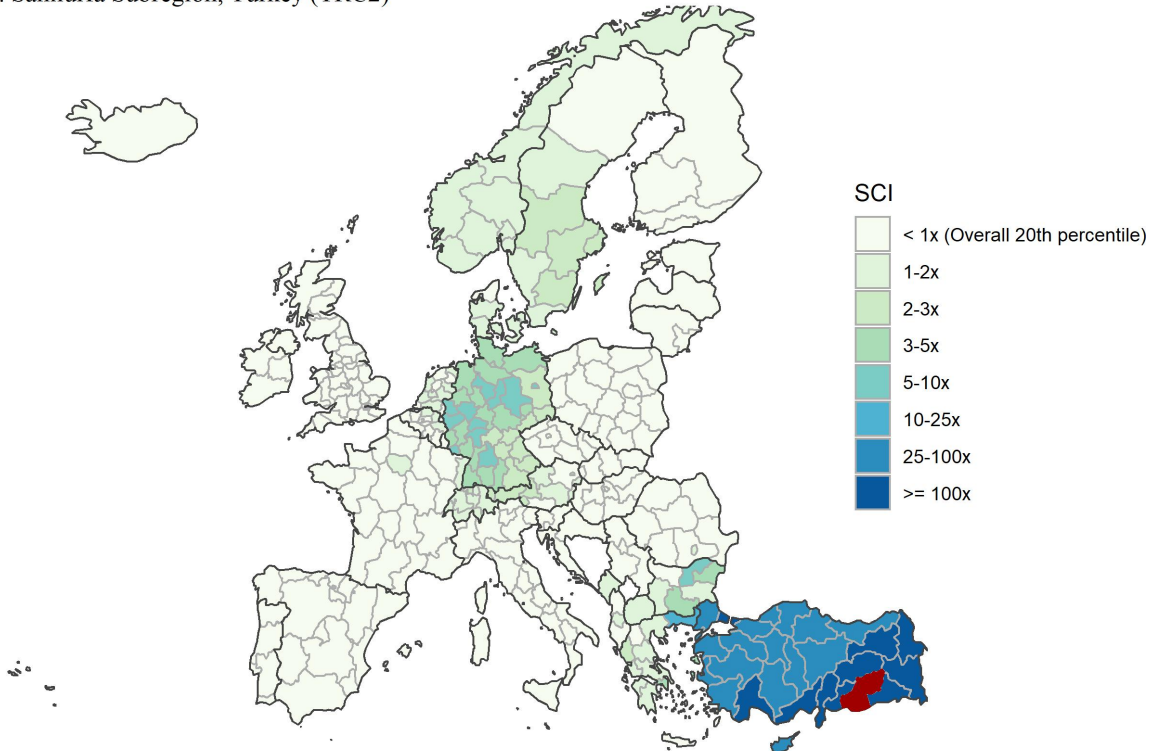 Sanliurfa Subregion, Turkey (TRC2)
SCI
< 1x (Overall 20th percentile)
1-2x
2-3x
3-5x
5-10x
10-25x
25-100x
>= 100x